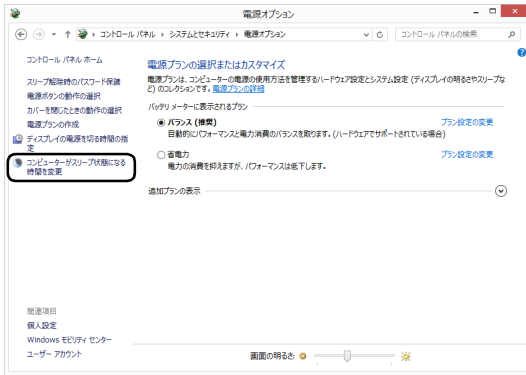 電源オプション
コントロール パネル
システムとセキュリティ
電源オプション
コントロール パネルの検索
コントロール パネル ホーム
スリープ解除時のパスワード保護
電源ボタンの動作の選択
カバーを閉じたときの動作の選択
電源プランの作成
ディスプレイの電源を切る時間の指
定
コンピューターがスリープ状態になる
時間を変更
電源プランの選択またはカスタマイズ
電源プランは、コンピューターの電源の使用方法を管理するハードウェア設定とシステム設定 (ディスプレイの明るさやスリープな
ど) のコレクションです。電源プランの詳細
バッテリ メーターに表示されるプラン
バランス (推奨)
プラン設定の変更
自動的にパフォーマンスと電力消費のバランスを取ります。(ハードウェアでサポートされている場合)
省電力
プラン設定の変更
電力の消費を抑えますが、パフォーマンスは低下します。
追加プランの表示
関連項目
個人設定
Windows モビリティ センター
ユーザー アカウント
画面の明るさ: